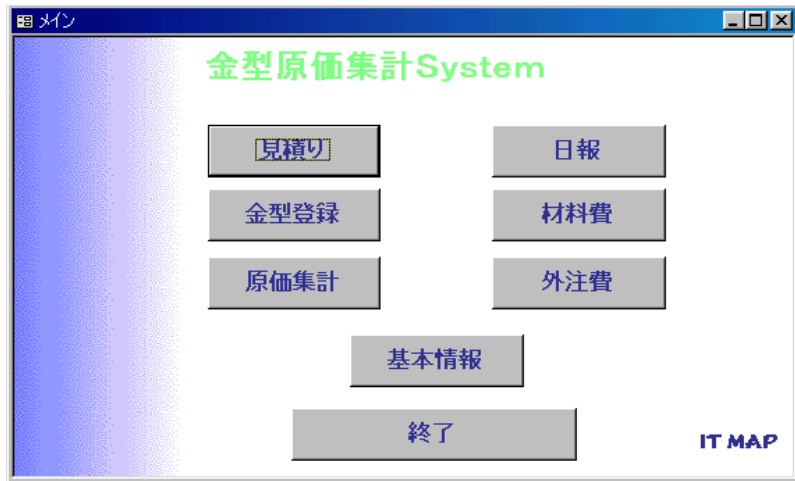 メイン
金型原価集計System
見積り
日報
金型登録
材料費
原価集計
外注費
基本情報
終了
IT MAP